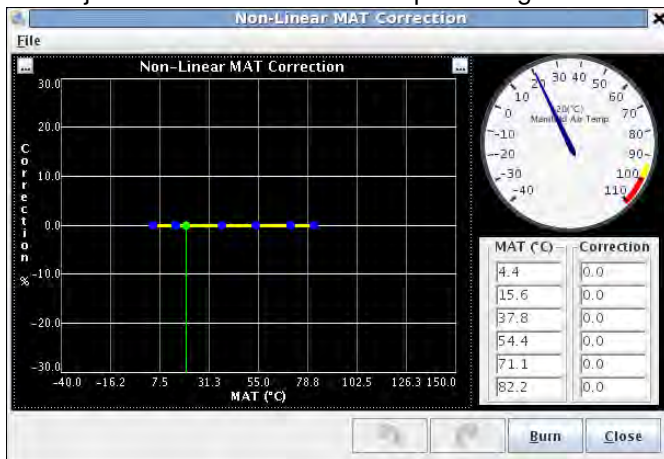 Non-Linear MAT Correction
File
Non-Linear MAT Correction
... ...
30.0
20.0
10.0
0.0
-10.0
-20.0
-30.0
Correction %
-40.0 -16.2 7.5 31.3 55.0 78.8 102.5 126.3 150.0
MAT (°C)
-40 -30 -20 -10 0 10 20 30 40 50 60 70 80 90 100 110
20(°C)
Manifold Air Temp
MAT (°C) Correction
4.4 0.0
15.6 0.0
37.8 0.0
54.4 0.0
71.1 0.0
82.2 0.0
Burn Close